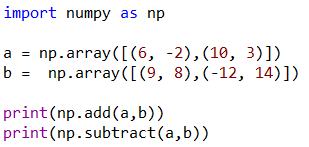 import numpy as np
a = np.array([(6, -2),(10, 3)])
b =  np.array([(9, 8),(-12, 14)])
print(np.add(a,b))
print(np.subtract(a,b))